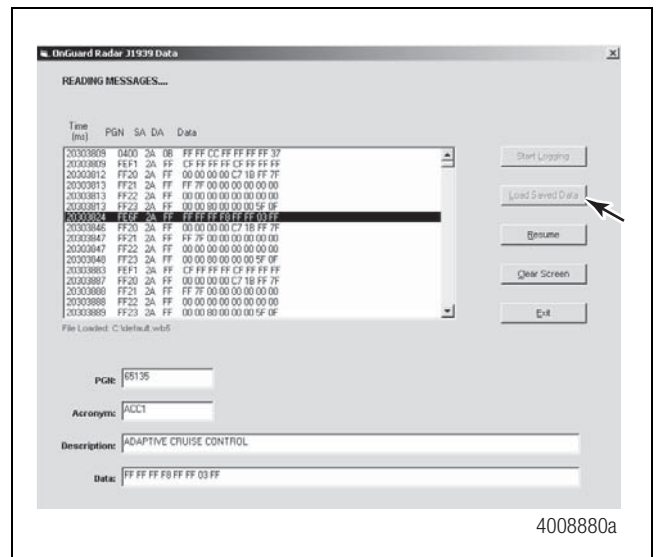 OnGuard Radar J1939 Data
READING MESSAGES....
Time
(ms) PGN SA DA Data
20303809 0400 2A 0B FF FF CC FF FF FF FF 37
20303809 FEF1 2A FF CF FF FF FF CF FF FF FF
20303812 FF20 2A FF 00 00 00 00 C7 1B FF 7F
20303813 FF21 2A FF FF 7F 00 00 00 00 00 00
20303813 FF22 2A FF 00 00 00 00 00 00 00 00
20303813 FF23 2A FF 00 00 80 00 00 00 5F 0F
20303824 FE6F 2A FF FF FF FF F8 FF FF 03 FF
20303846 FF20 2A FF 00 00 00 00 C7 1B FF 7F
20303847 FF21 2A FF FF 7F 00 00 00 00 00 00
20303847 FF22 2A FF 00 00 00 00 00 00 00 00
20303848 FF23 2A FF 00 00 80 00 00 00 5F 0F
20303883 FEF1 2A FF CF FF FF FF CF FF FF FF
20303887 FF20 2A FF 00 00 00 00 C7 1B FF 7F
20303888 FF21 2A FF FF 7F 00 00 00 00 00 00
20303888 FF22 2A FF 00 00 00 00 00 00 00 00
20303889 FF23 2A FF 00 00 80 00 00 00 5F 0F
Start Logging
Load Saved Data
Resume
Clear Screen
Exit
File Loaded: C:\default.wb5
PGN: 65135
Acronym: ACC1
Description: ADAPTIVE CRUISE CONTROL
Data: FF FF FF F8 FF FF 03 FF
4008880a